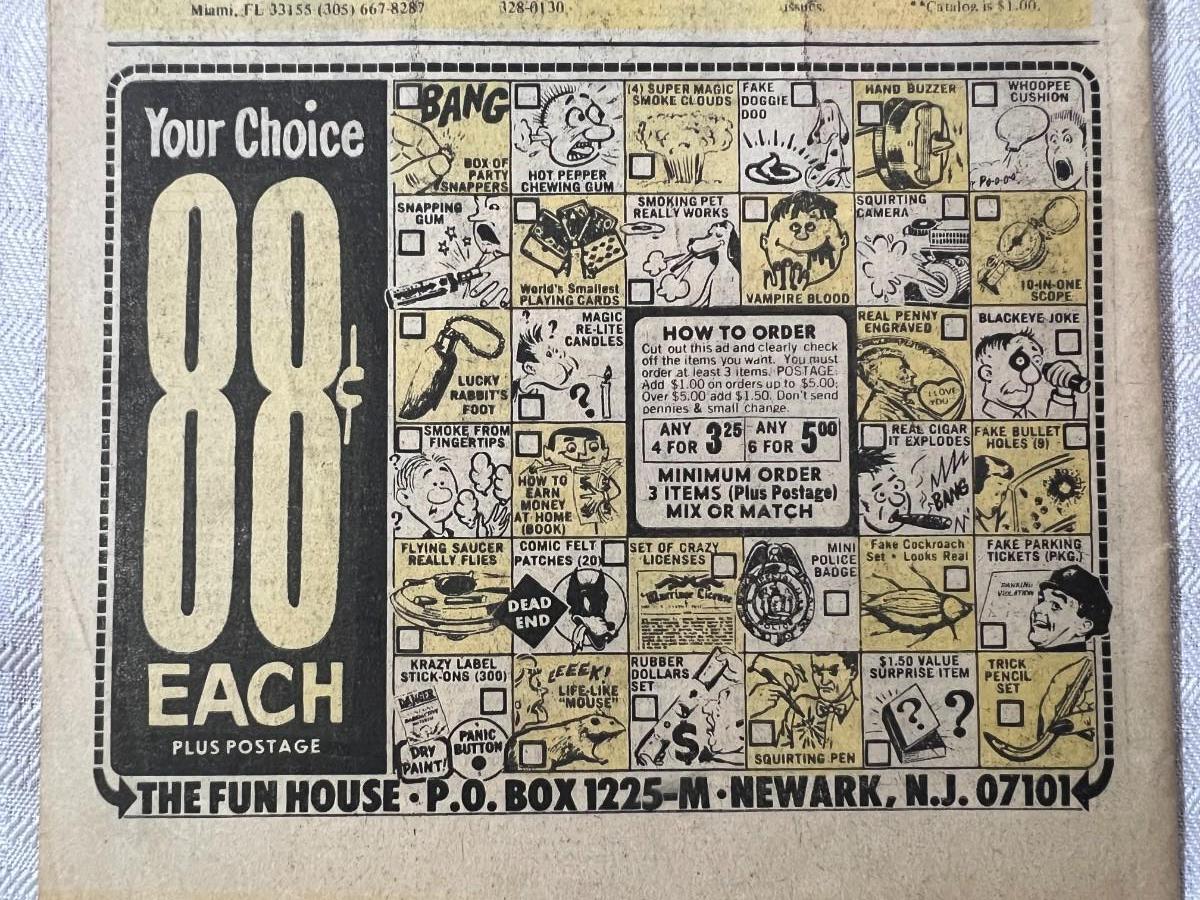 Miami, FL 33155 (305) 667-8287
328-0130
issues.
**Catalog is $1.00.
Your Choice
88¢
EACH
PLUS POSTAGE
BANG
BOX OF
PARTY
SNAPPERS
HOT PEPPER
CHEWING GUM
(4) SUPER MAGIC
SMOKE CLOUDS
FAKE
DOGGIE
DOO
HAND BUZZER
WHOOPEE
CUSHION
SNAPPING
GUM
World's Smallest
PLAYING CARDS
SMOKING PET
REALLY WORKS
VAMPIRE BLOOD
SQUIRTING
CAMERA
10-IN-ONE
SCOPE
LUCKY
RABBIT'S
FOOT
MAGIC
RE-LITE
CANDLES
? ?
?
HOW TO ORDER
Cut out this ad and clearly check
off the items you want. You must
order at least 3 items. POSTAGE:
Add $1.00 on orders up to $5.00;
Over $5.00 add $1.50. Don't send
pennies & small change.
ANY
4 FOR 3.25
ANY
6 FOR 5.00
MINIMUM ORDER
3 ITEMS (Plus Postage)
MIX OR MATCH
REAL PENNY
ENGRAVED
I LOVE
YOU
BLACKEYE JOKE
SMOKE FROM
FINGERTIPS
?
?
HOW TO
EARN
MONEY
AT HOME
(BOOK)
REAL CIGAR
IT EXPLODES
BANG
FAKE BULLET
HOLES (9)
FLYING SAUCER
REALLY FLIES
COMIC FELT
PATCHES (20)
DEAD
END
SET OF CRAZY
LICENSES
Marriage License
MINI
POLICE
BADGE
Fake Cockroach
Set • Looks Real
FAKE PARKING
TICKETS (PKG.)
PARKING
VIOLATION
KRAZY LABEL
STICK-ONS (300)
DANGER
DRY
PAINT!
PANIC
BUTTON
EEEEK!
LIFE-LIKE
"MOUSE"
RUBBER
DOLLARS
SET
$
SQUIRTING PEN
$1.50 VALUE
SURPRISE ITEM
? ?
?
TRICK
PENCIL
SET
THE FUN HOUSE • P.O. BOX 1225-M • NEWARK, N.J. 07101